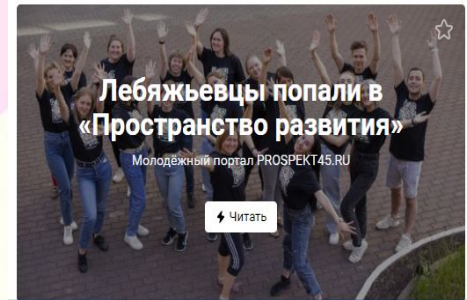 Лебяжьевцы попали в
«Пространство развития»
Молодёжный портал PROSPEKT45.RU
Читать